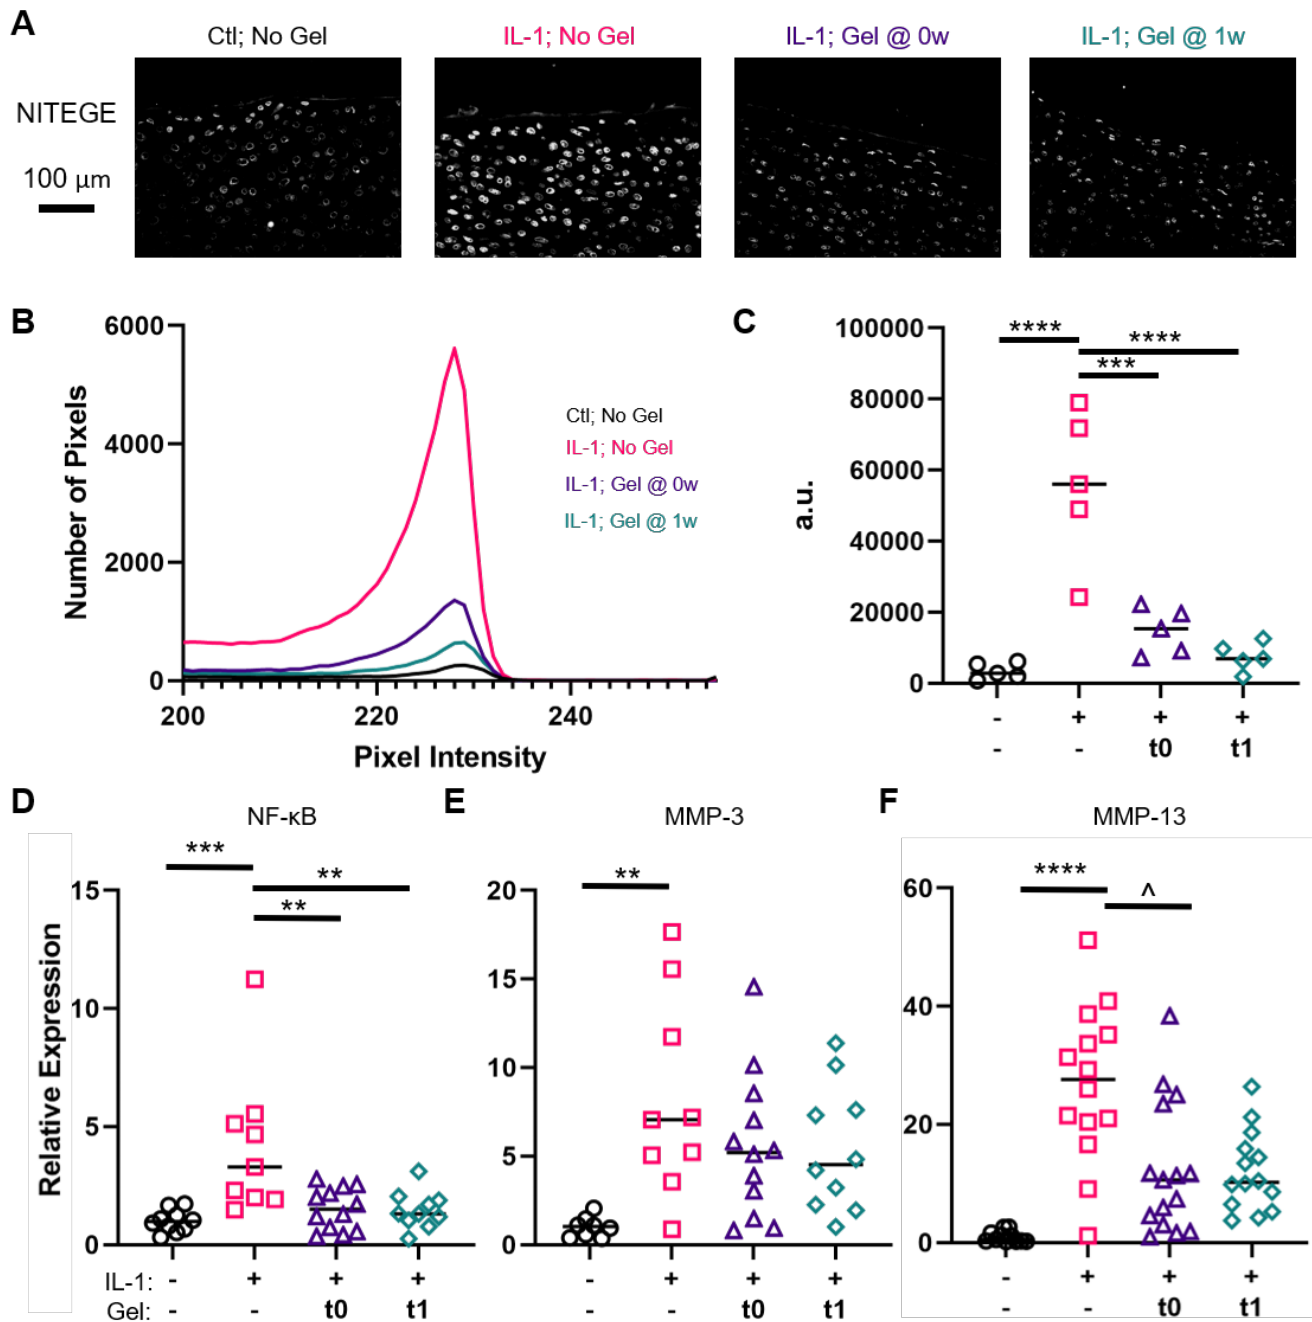 A
Ctl; No Gel
IL-1; No Gel
IL-1; Gel @ 0w
IL-1; Gel @ 1w
NITEGE
100 µm
B
6000
4000
2000
0
Number of Pixels
200
220
240
Pixel Intensity
Ctl; No Gel
IL-1; No Gel
IL-1; Gel @ 0w
IL-1; Gel @ 1w
C
100000
80000
60000
40000
20000
0
a.u.
****
****
***
- + + +
- - t0 t1
D
NF-κB
***
**
**
15
10
5
0
Relative Expression
IL-1: - + + +
Gel: - - t0 t1
E
MMP-3
**
20
15
10
5
0
- + + +
- - t0 t1
F
MMP-13
****
^
60
40
20
0
- + + +
- - t0 t1